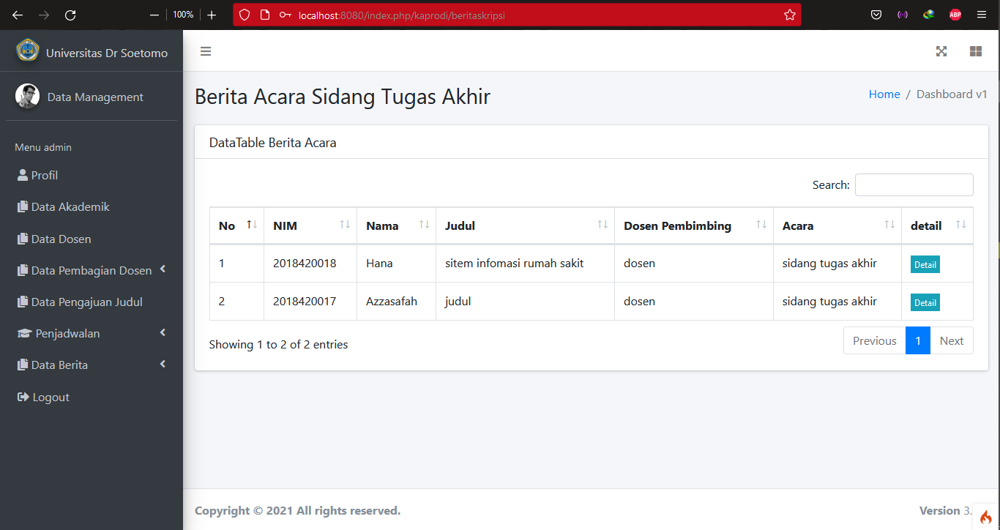 100%
localhost:8080/index.php/kaprodi/beritaskripsi
ABP
Universitas Dr Soetomo
Data Management
Menu admin
Profil
Data Akademik
Data Dosen
Data Pembagian Dosen
Data Pengajuan Judul
Penjadwalan
Data Berita
Logout
Berita Acara Sidang Tugas Akhir
Home / Dashboard v1
DataTable Berita Acara
Search:
No NIM Nama Judul Dosen Pembimbing Acara detail
1 2018420018 Hana sitem infomasi rumah sakit dosen sidang tugas akhir Detail
2 2018420017 Azzasafah judul dosen sidang tugas akhir Detail
Showing 1 to 2 of 2 entries
Previous 1 Next
Copyright © 2021 All rights reserved.
Version 3.